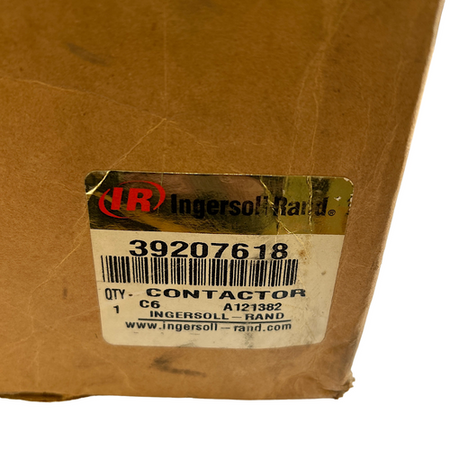 IR Ingersoll-Rand®
39207618
QTY- CONTACTOR
1 C6 A121382
INGERSOLL-RAND
www.ingersoll-rand.com